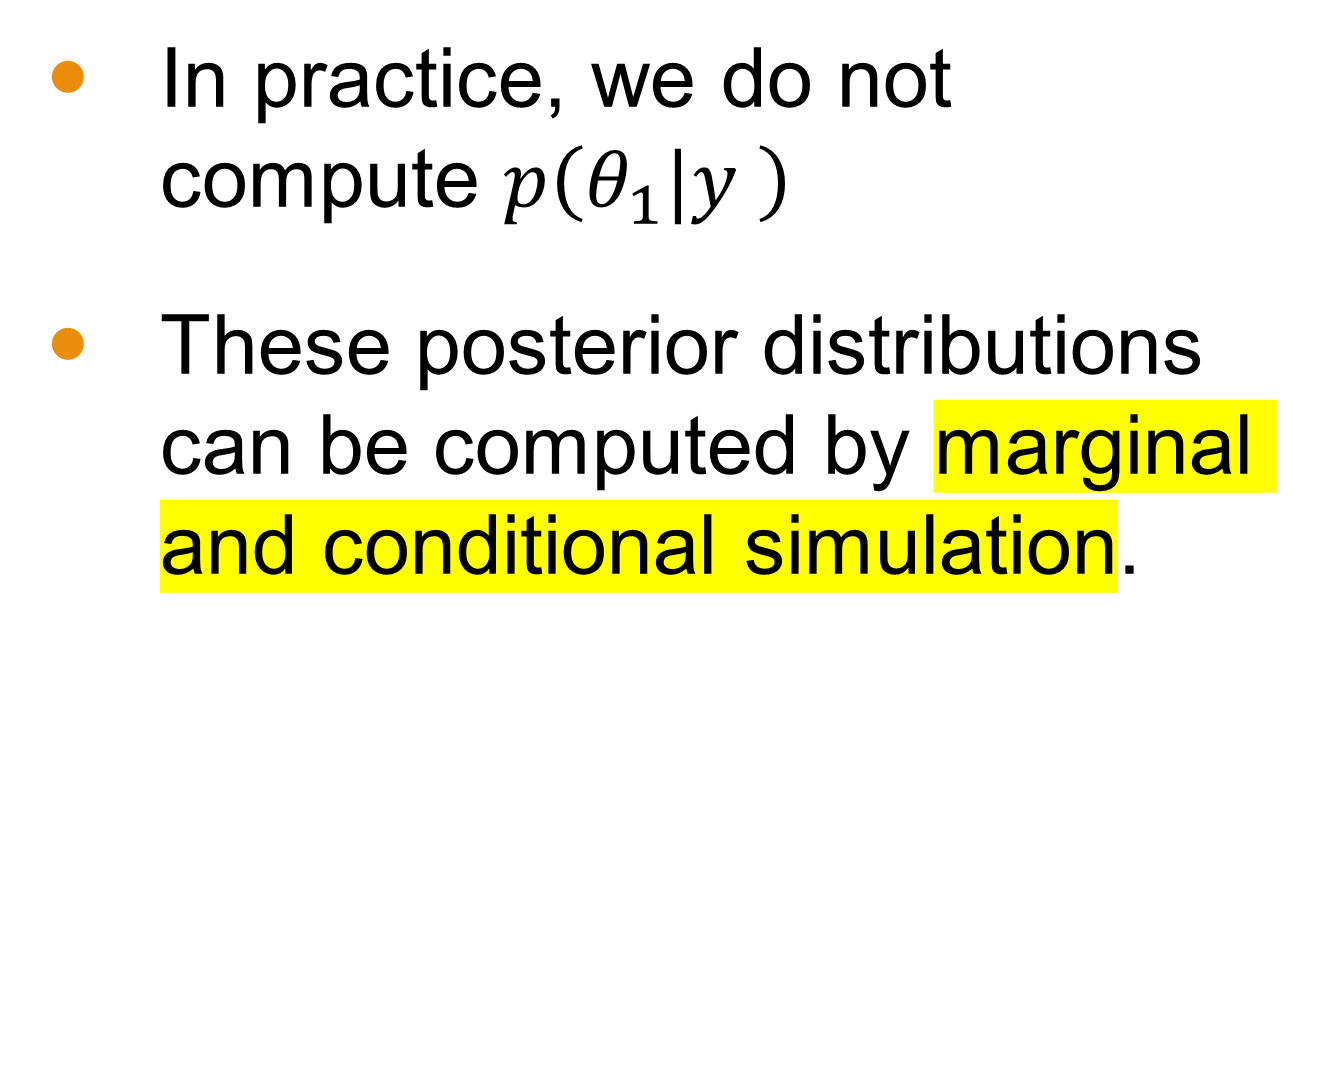 • In practice, we do not
compute 𝑝(𝜃₁|𝑦 )
• These posterior distributions
can be computed by marginal
and conditional simulation.